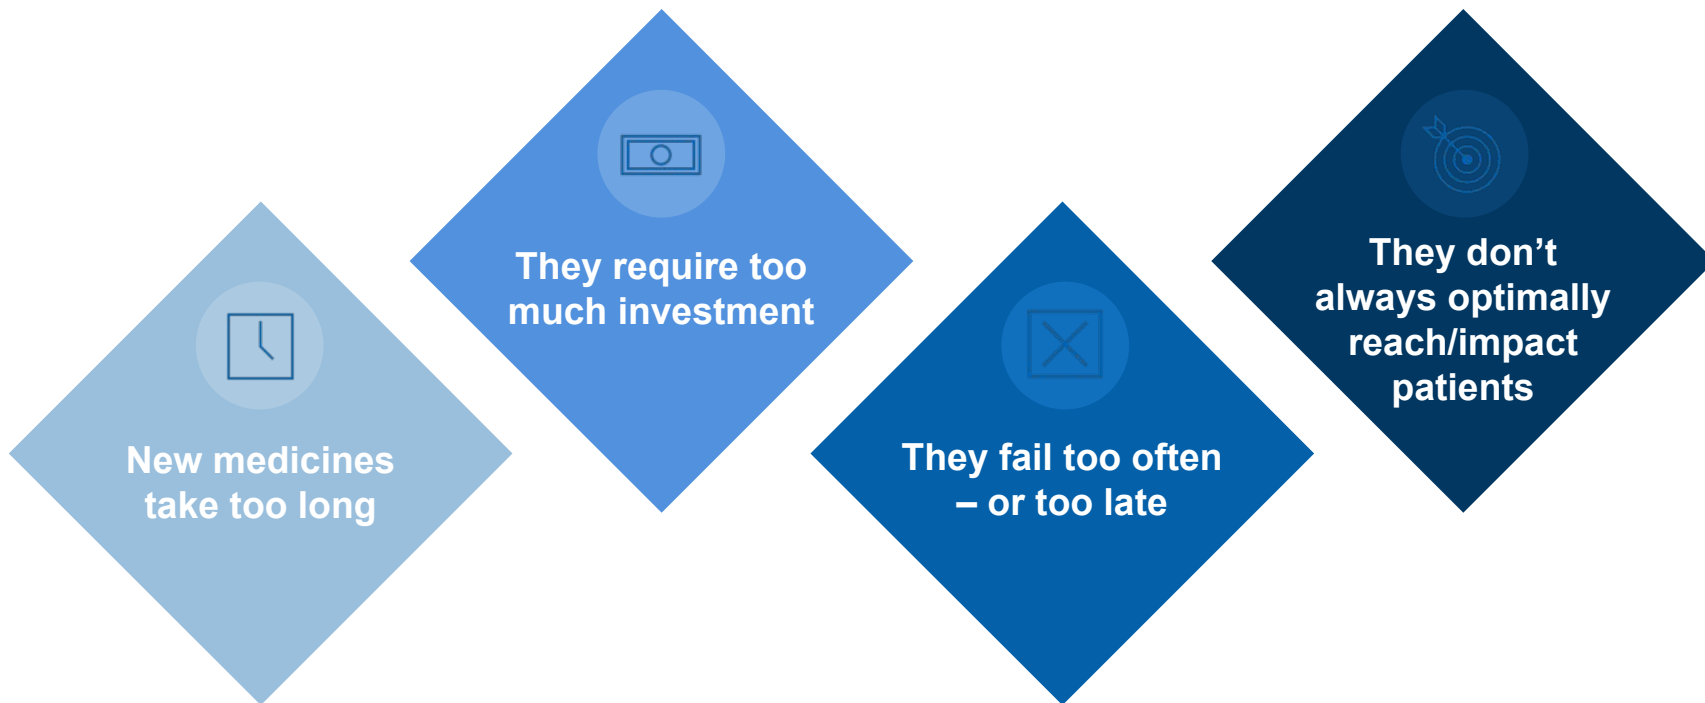 New medicines
take too long
They require too
much investment
They fail too often
– or too late
They don’t
always optimally
reach/impact
patients